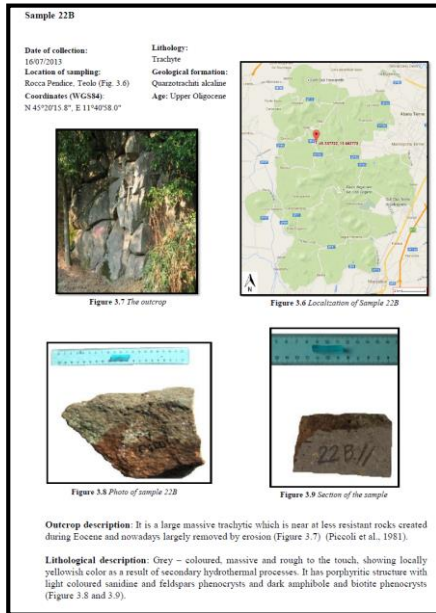 Sample 22B
Date of collection:
16/07/2013
Location of sampling:
Rocca Pendice, Teolo (Fig. 3.6)
Coordinates (WGS84):
N 45°20'15.8", E 11°40'58.0"
Lithology:
Trachyte
Geological formation:
Quarzotrachiti alcaline
Age: Upper Oligocene
Figure 3.7 The outcrop
Figure 3.6 Localization of Sample 22B
Figure 3.8 Photo of sample 22B
22B//
Figure 3.9 Section of the sample
Outcrop description: It is a large massive trachytic which is near at less resistant rocks created
during Eocene and nowadays largely removed by erosion (Figure 3.7) (Piccoli et al., 1981).
Lithological description: Grey – coloured, massive and rough to the touch, showing locally
yellowish color as a result of secondary hydrothermal processes. It has porphyritic structure with
light coloured sanidine and feldspars phenocrysts and dark amphibole and biotite phenocrysts
(Figure 3.8 and 3.9).